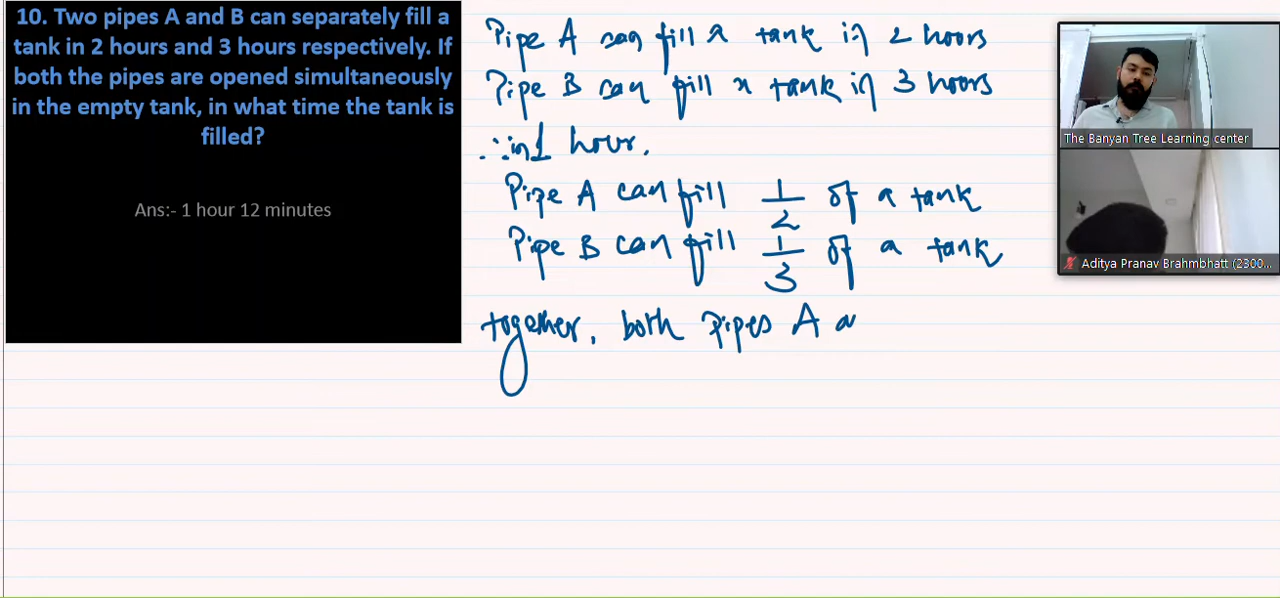 10. Two pipes A and B can separately fill a
tank in 2 hours and 3 hours respectively. If
both the pipes are opened simultaneously
in the empty tank, in what time the tank is
filled?
Ans:- 1 hour 12 minutes
Pipe A can fill a tank in 2 hours
Pipe B can fill a tank in 3 hours
∴ in 1 hour,
Pipe A can fill 1/2 of a tank
Pipe B can fill 1/3 of a tank
together, both pipes A a
The Banyan Tree Learning center
Aditya Pranav Brahmbhatt (2300...